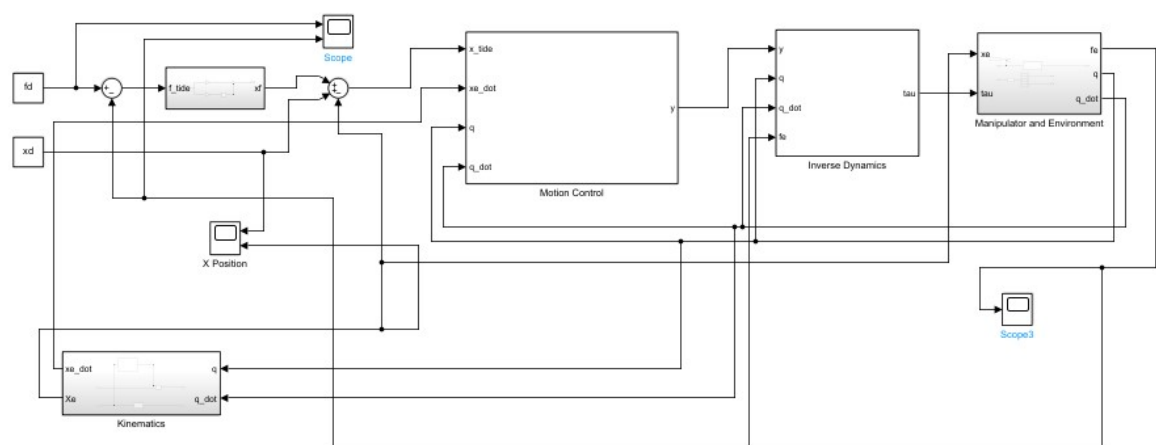 Scope
fd
f_tide
xf
xd
X Position
x_tide
xe_dot
q
q_dot
y
Motion Control
y
q
q_dot
fe
tau
Inverse Dynamics
xe
tau
fe
q
q_dot
Manipulator and Environment
Scope3
xe_dot
Xe
q
q_dot
Kinematics